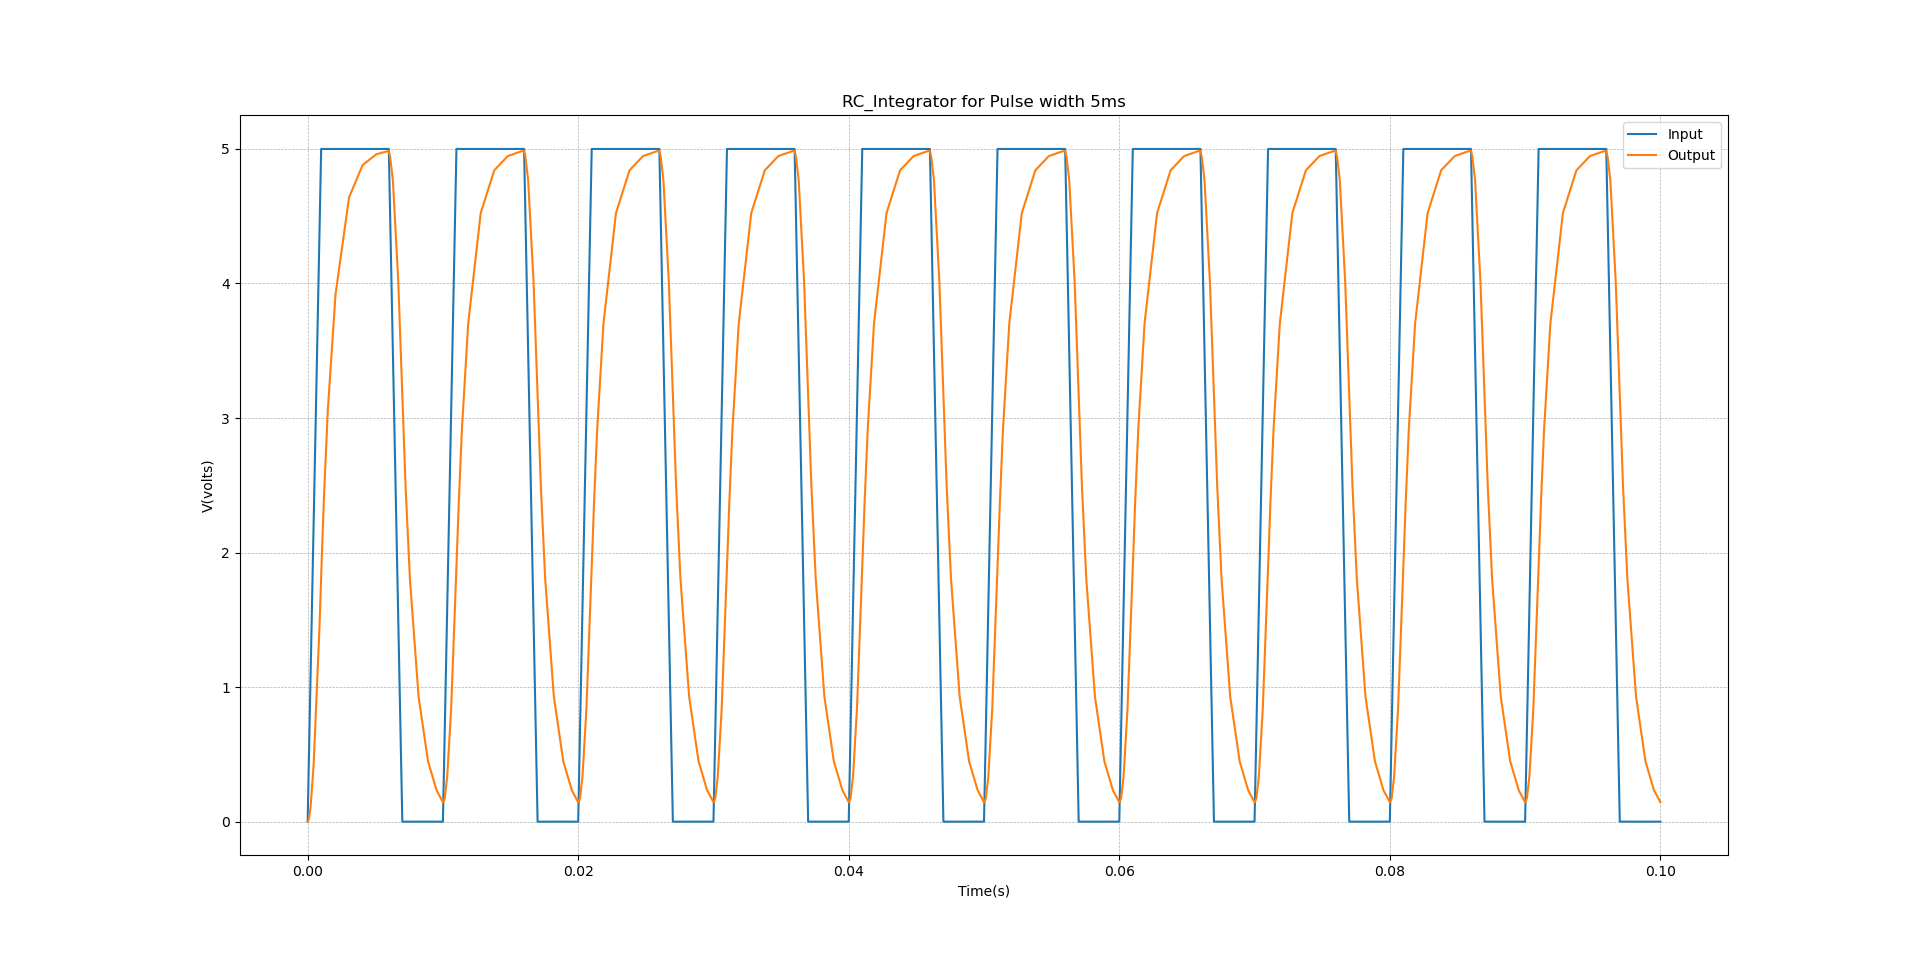 RC_Integrator for Pulse width 5ms
Input
Output
5
4
3
2
1
0
V(volts)
0.00 0.02 0.04 0.06 0.08 0.10
Time(s)